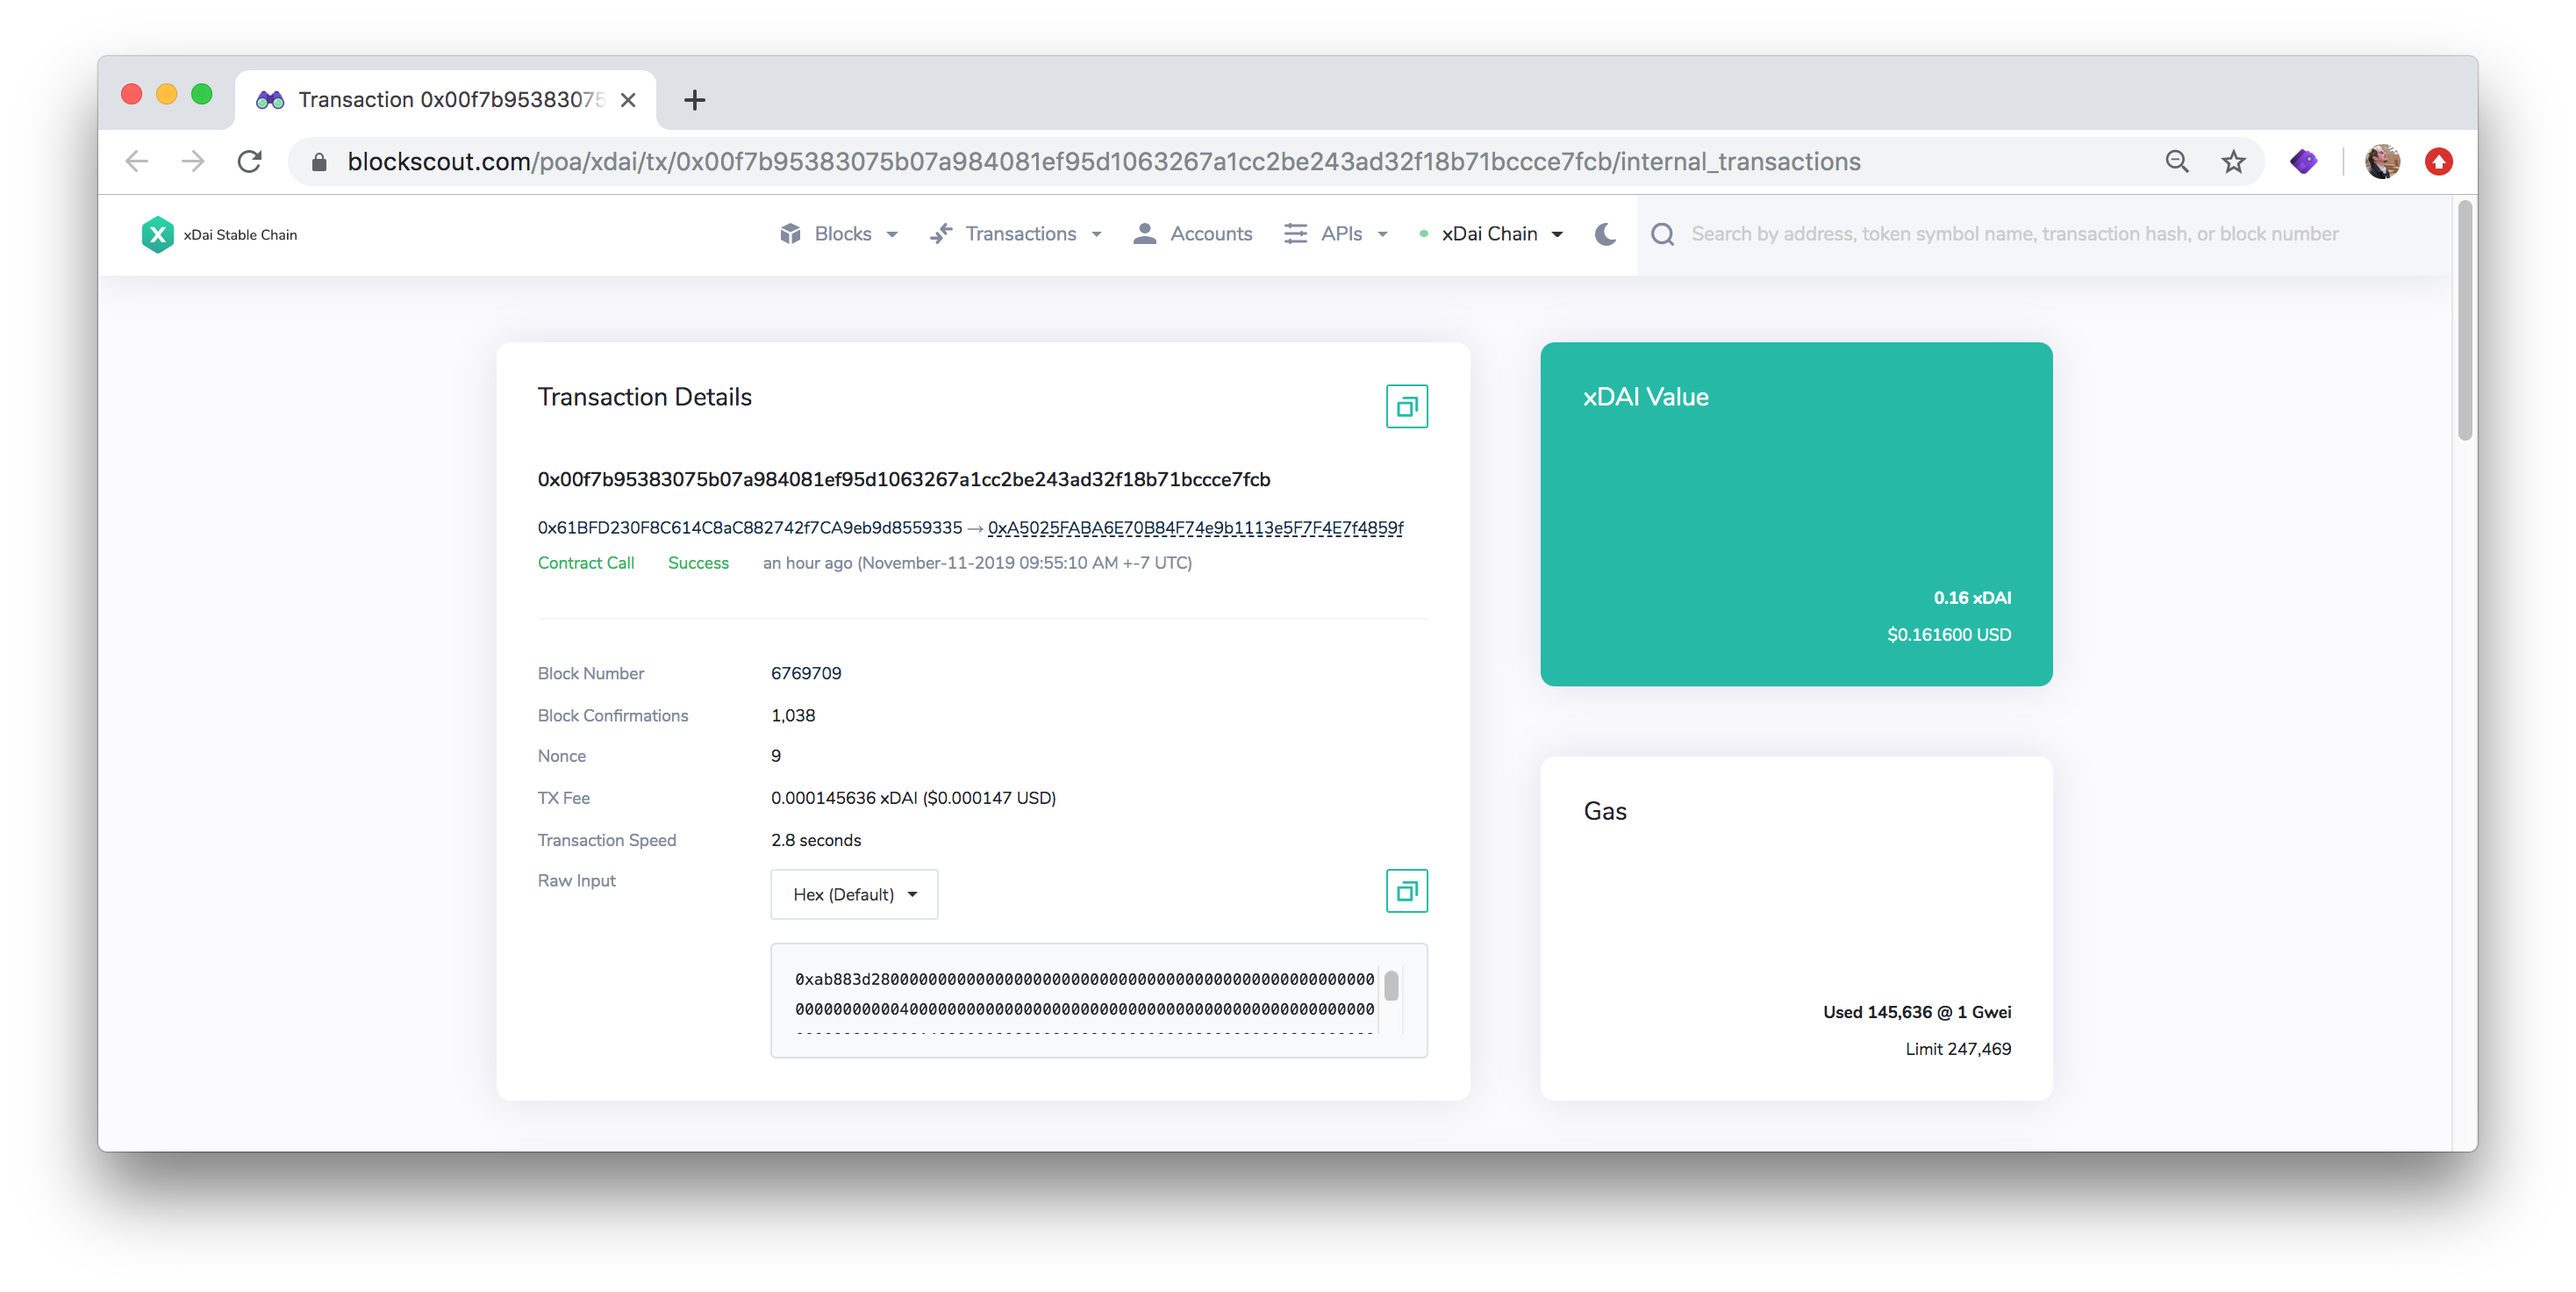 Transaction 0x00f7b95383075
blockscout.com/poa/xdai/tx/0x00f7b95383075b07a984081ef95d1063267a1cc2be243ad32f18b71bccce7fcb/internal_transactions
xDai Stable Chain
Blocks
Transactions
Accounts
APIs
xDai Chain
Search by address, token symbol name, transaction hash, or block number
Transaction Details
0x00f7b95383075b07a984081ef95d1063267a1cc2be243ad32f18b71bccce7fcb
0x61BFD230F8C614C8aC882742f7CA9eb9d8559335 → 0xA5025FABA6E70B84F74e9b1113e5F7F4E7f4859f
Contract Call Success an hour ago (November-11-2019 09:55:10 AM +-7 UTC)
Block Number 6769709
Block Confirmations 1,038
Nonce 9
TX Fee 0.000145636 xDAI ($0.000147 USD)
Transaction Speed 2.8 seconds
Raw Input Hex (Default)
0xab883d280000000000000000000000000000000000000000000000
00000000000400000000000000000000000000000000000000000000
xDAI Value
0.16 xDAI
$0.161600 USD
Gas
Used 145,636 @ 1 Gwei
Limit 247,469